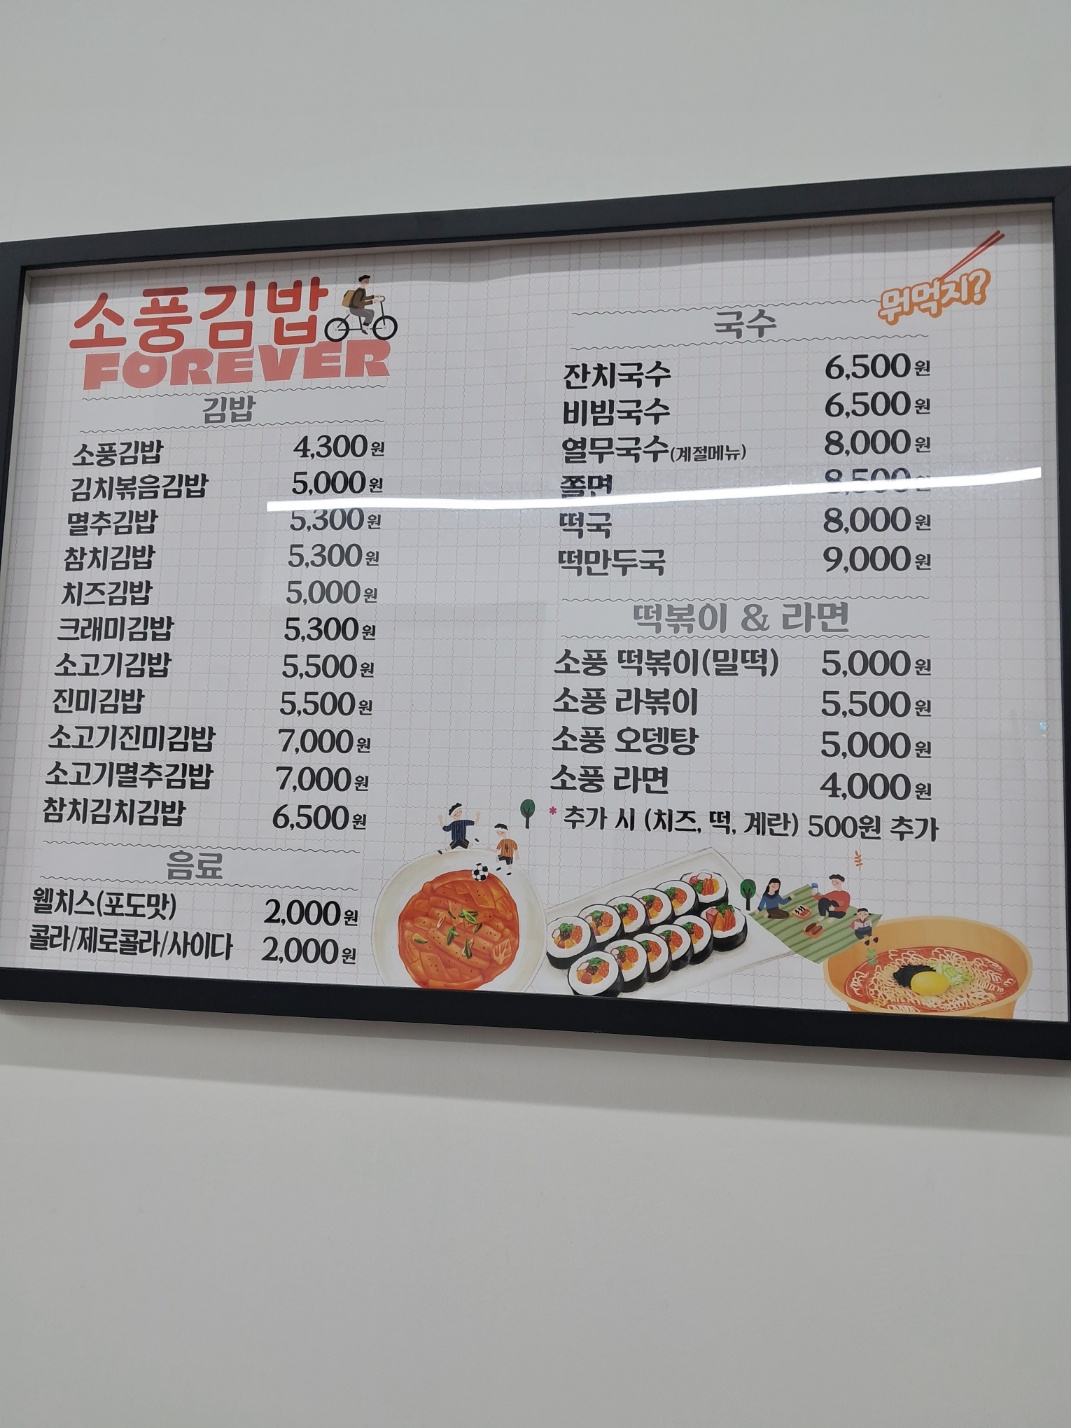 소풍김밥
FOREVER
김밥
소풍김밥 4,300원
김치볶음김밥 5,000원
멸추김밥 5,300원
참치김밥 5,300원
치즈김밥 5,000원
크래미김밥 5,300원
소고기김밥 5,500원
진미김밥 5,500원
소고기진미김밥 7,000원
소고기멸추김밥 7,000원
참치김치김밥 6,500원
음료
웰치스(포도맛) 2,000원
콜라/제로콜라/사이다 2,000원
뭐먹지?
국수
잔치국수 6,500원
비빔국수 6,500원
열무국수(계절메뉴) 8,000원
쫄면 8,500원
떡국 8,000원
떡만두국 9,000원
떡볶이 & 라면
소풍 떡볶이(밀떡) 5,000원
소풍 라볶이 5,500원
소풍 오뎅탕 5,000원
소풍 라면 4,000원
* 추가 시 (치즈, 떡, 계란) 500원 추가